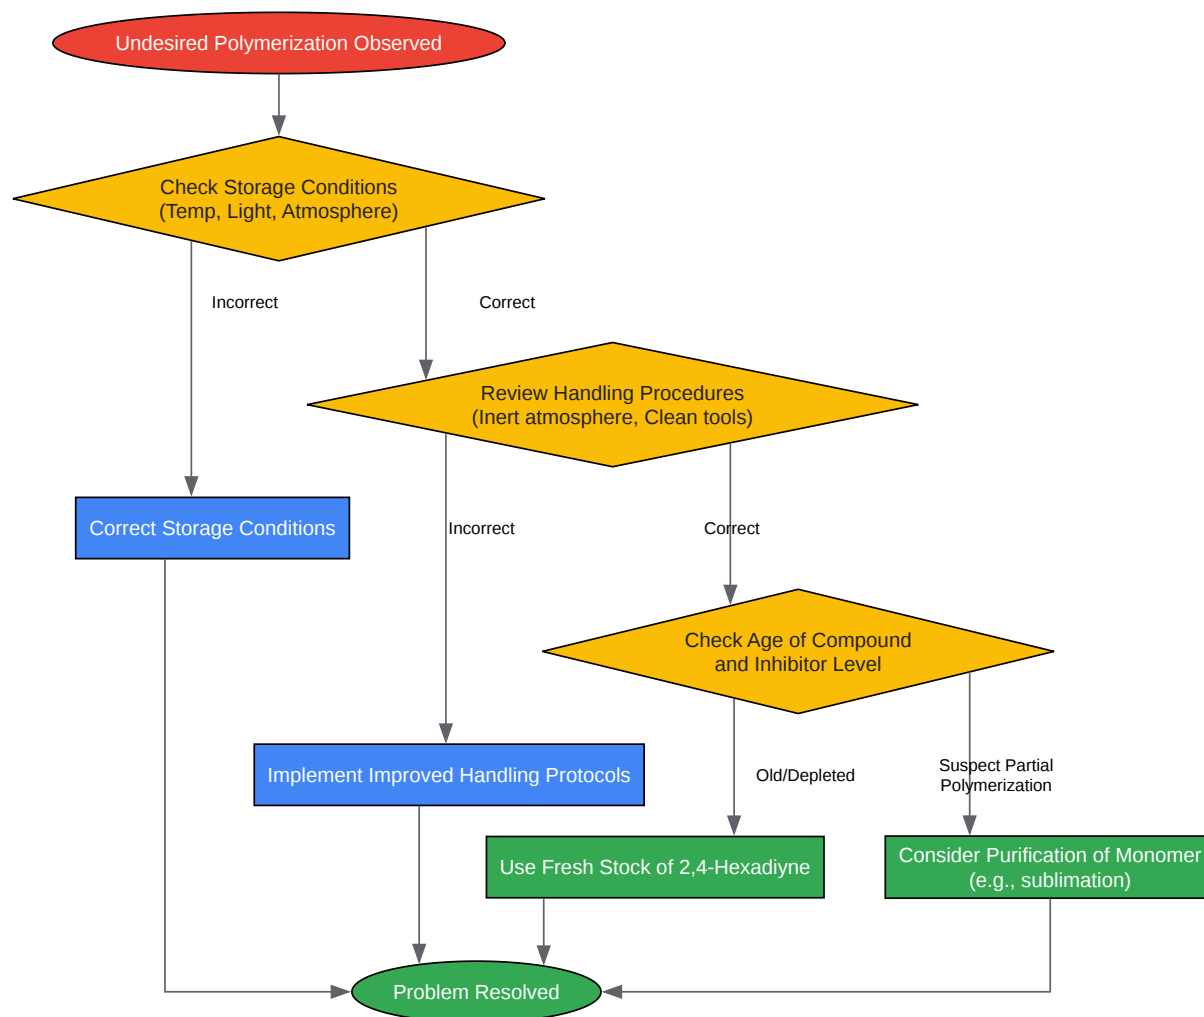 Undesired Polymerization Observed
Check Storage Conditions
(Temp, Light, Atmosphere)
Incorrect
Correct
Review Handling Procedures
(Inert atmosphere, Clean tools)
Correct Storage Conditions
Incorrect
Correct
Check Age of Compound
and Inhibitor Level
Implement Improved Handling Protocols
Old/Depleted
Suspect Partial
Polymerization
Use Fresh Stock of 2,4-Hexadiyne
Consider Purification of Monomer
(e.g., sublimation)
Problem Resolved